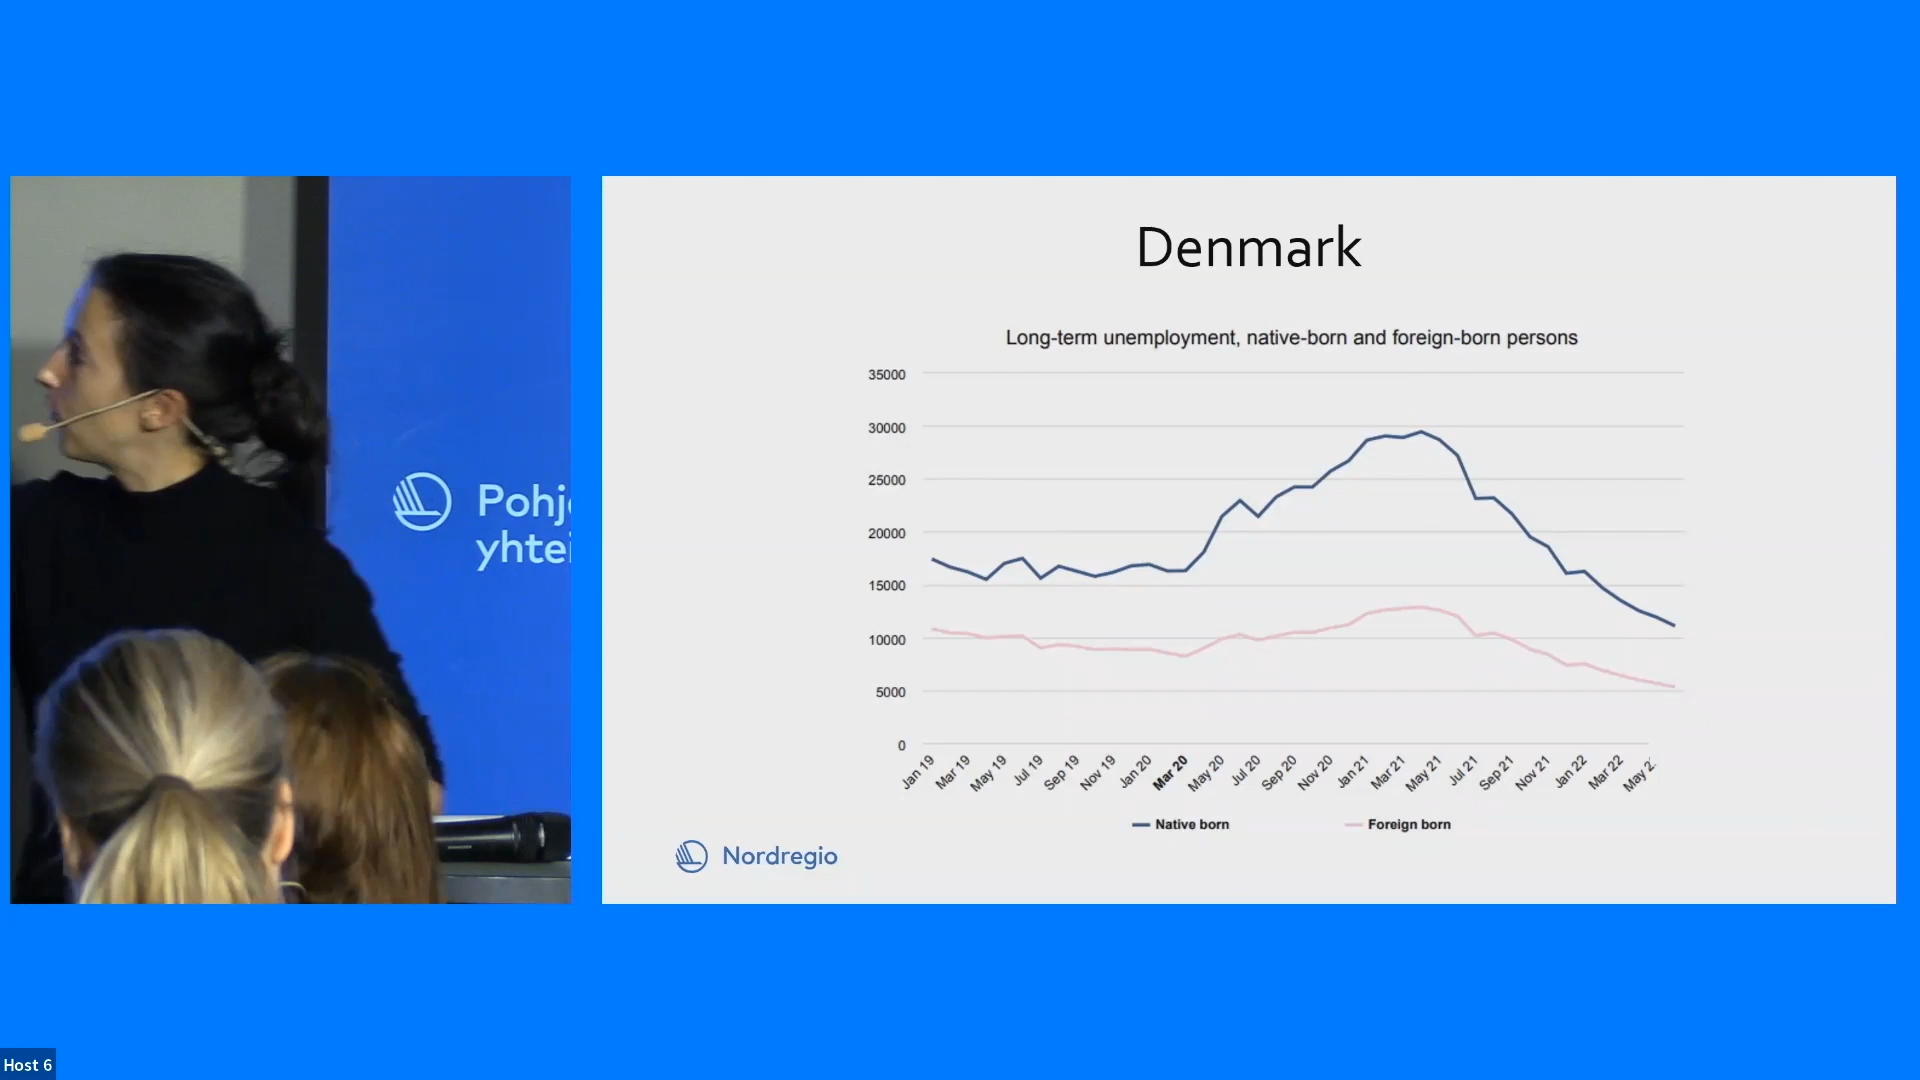 Pohj
yhtei
Denmark
Long-term unemployment, native-born and foreign-born persons
35000
30000
25000
20000
15000
10000
5000
0
Jan 19 Mar 19 May 19 Jul 19 Sep 19 Nov 19 Jan 20 Mar 20 May 20 Jul 20 Sep 20 Nov 20 Jan 21 Mar 21 May 21 Jul 21 Sep 21 Nov 21 Jan 22 Mar 22 May 2
Native born Foreign born
Nordregio
Host 6